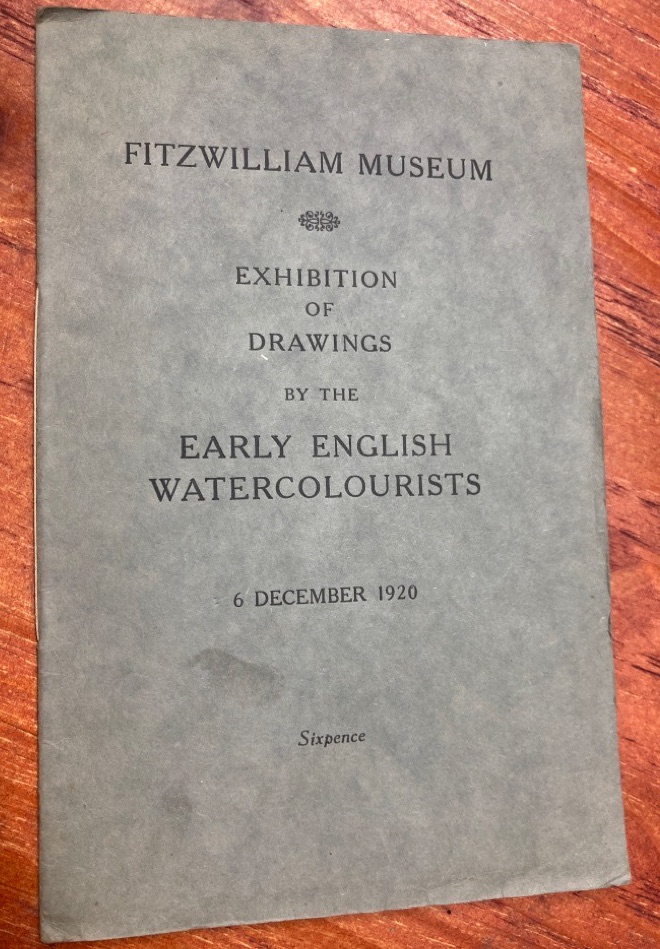 FITZWILLIAM MUSEUM
EXHIBITION
OF
DRAWINGS
BY THE
EARLY ENGLISH
WATERCOLOURISTS
6 DECEMBER 1920
Sixpence